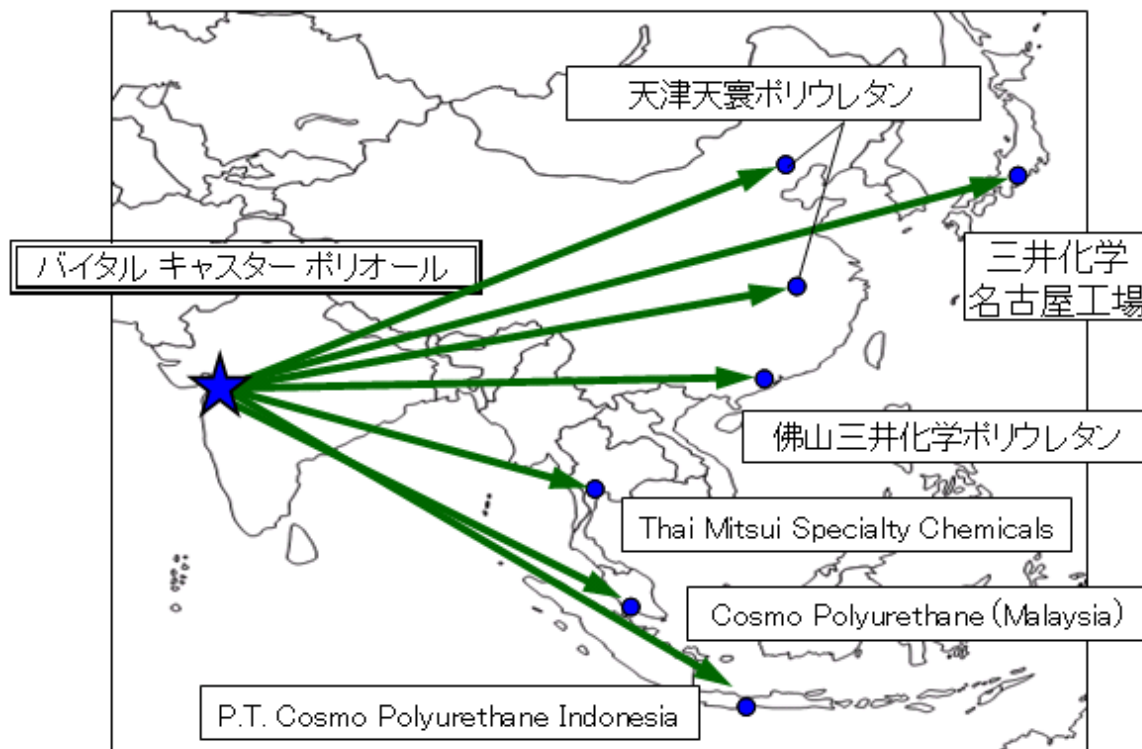 天津天寰ポリウレタン
バイタル キャスター ポリオール
三井化学
名古屋工場
佛山三井化学ポリウレタン
Thai Mitsui Specialty Chemicals
Cosmo Polyurethane (Malaysia)
P.T. Cosmo Polyurethane Indonesia